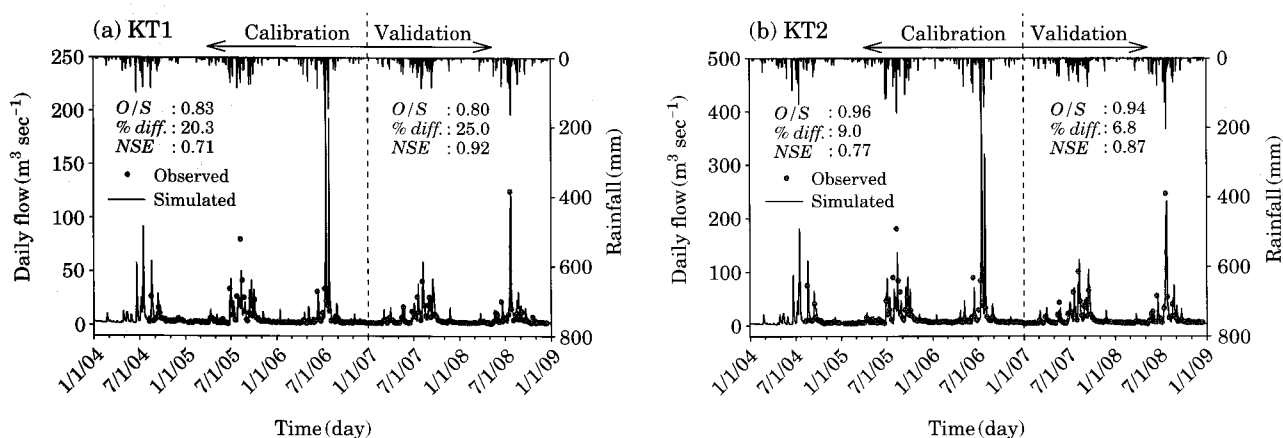 (a) KT1
Calibration
Validation
250
200
150
100
50
0
Daily flow (m³ sec⁻¹)
O/S : 0.83
% diff. : 20.3
NSE : 0.71
Observed
Simulated
O/S : 0.80
% diff. : 25.0
NSE : 0.92
0
200
400
600
800
Rainfall (mm)
1/1/04
7/1/04
1/1/05
7/1/05
1/1/06
7/1/06
1/1/07
7/1/07
1/1/08
7/1/08
1/1/09
Time (day)
(b) KT2
Calibration
Validation
500
400
300
200
100
0
Daily flow (m³ sec⁻¹)
O/S : 0.96
% diff. : 9.0
NSE : 0.77
Observed
Simulated
O/S : 0.94
% diff. : 6.8
NSE : 0.87
0
200
400
600
800
Rainfall (mm)
1/1/04
7/1/04
1/1/05
7/1/05
1/1/06
7/1/06
1/1/07
7/1/07
1/1/08
7/1/08
1/1/09
Time (day)